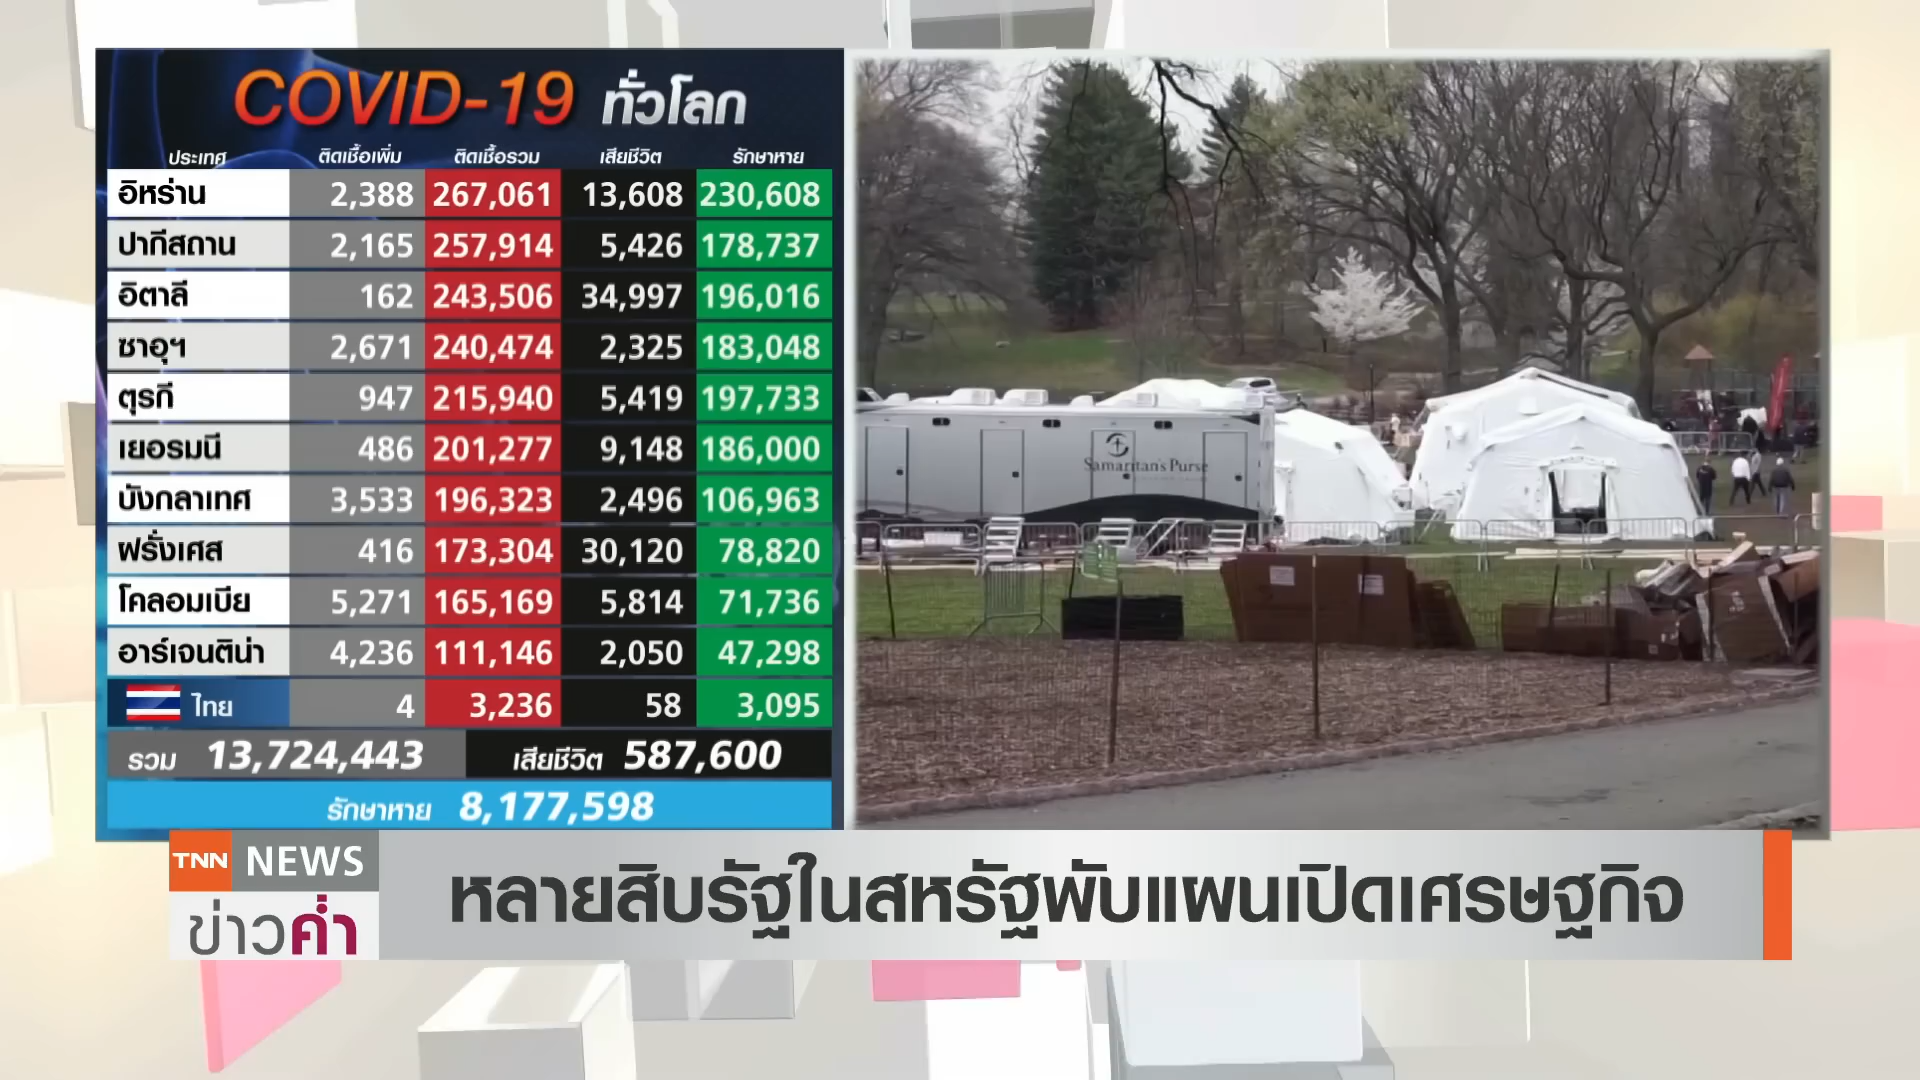 COVID-19 ทั่วโลก
ประเทศ ติดเชื้อเพิ่ม ติดเชื้อรวม เสียชีวิต รักษาหาย
อิหร่าน 2,388 267,061 13,608 230,608
ปากีสถาน 2,165 257,914 5,426 178,737
อิตาลี 162 243,506 34,997 196,016
ซาอุฯ 2,671 240,474 2,325 183,048
ตุรกี 947 215,940 5,419 197,733
เยอรมนี 486 201,277 9,148 186,000
บังกลาเทศ 3,533 196,323 2,496 106,963
ฝรั่งเศส 416 173,304 30,120 78,820
โคลอมเบีย 5,271 165,169 5,814 71,736
อาร์เจนติน่า 4,236 111,146 2,050 47,298
ไทย 4 3,236 58 3,095
รวม 13,724,443 เสียชีวิต 587,600
รักษาหาย 8,177,598
Samaritan's Purse
TNN NEWS
ข่าวค่ำ
หลายสิบรัฐในสหรัฐพับแผนเปิดเศรษฐกิจ